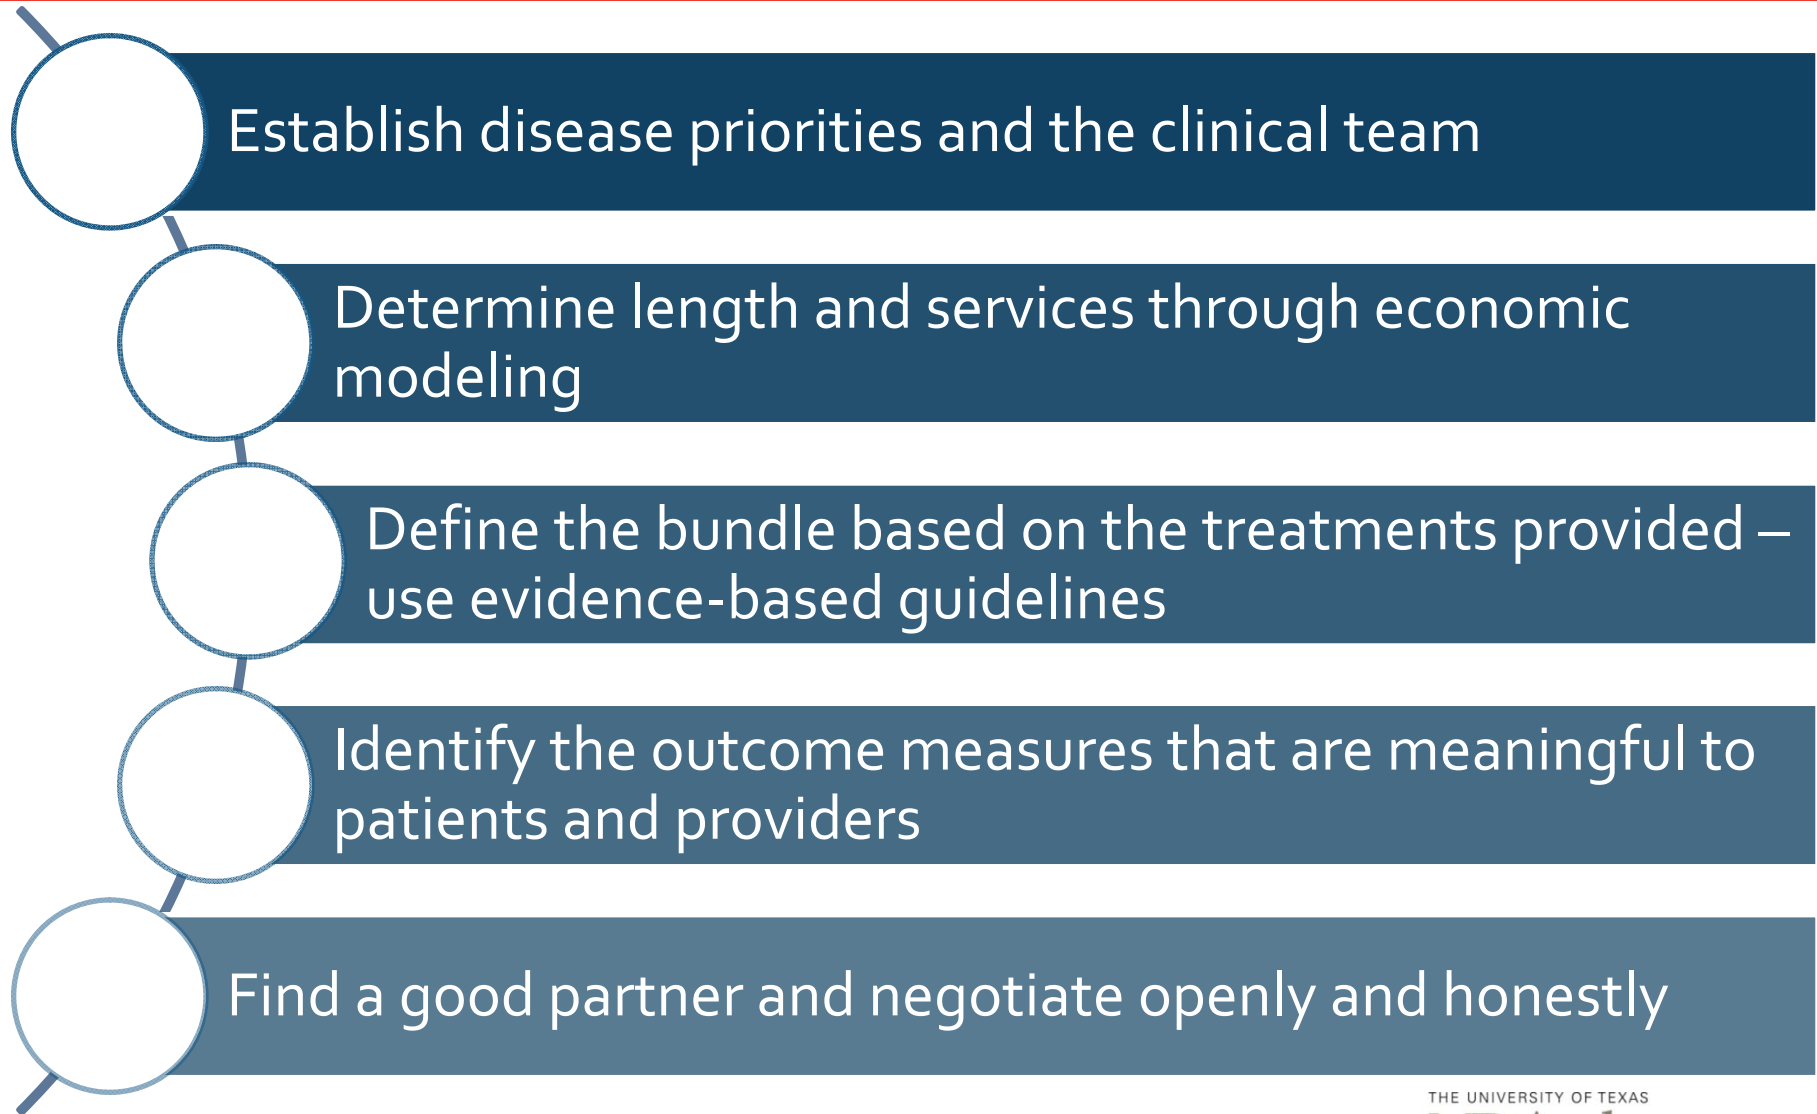 Establish disease priorities and the clinical team
Determine length and services through economic
modeling
Define the bundle based on the treatments provided –
use evidence-based guidelines
Identify the outcome measures that are meaningful to
patients and providers
Find a good partner and negotiate openly and honestly
THE UNIVERSITY OF TEXAS